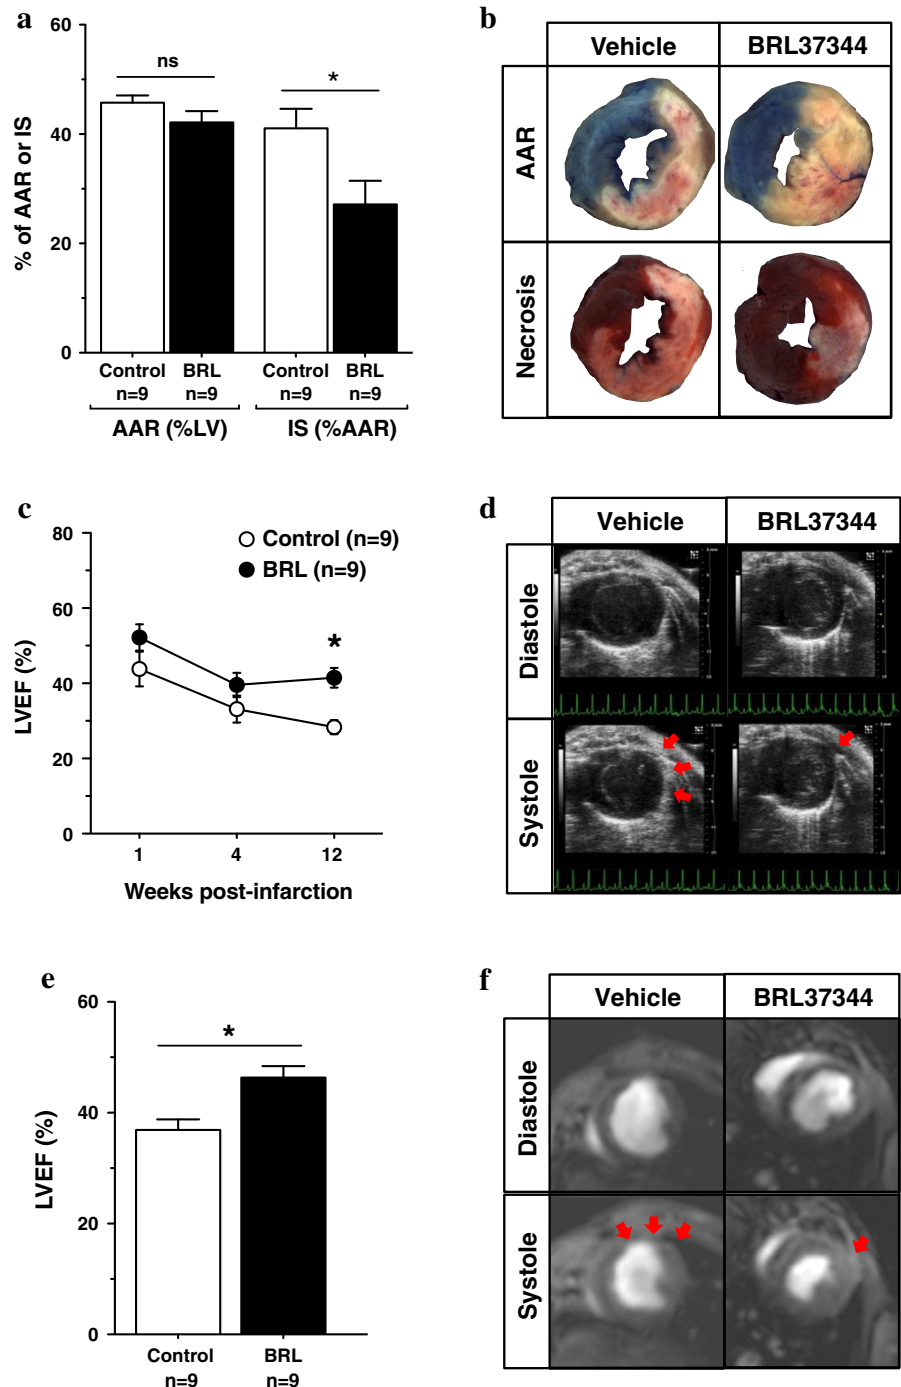 a
60
40
20
0
% of AAR or IS
ns
*
Control
n=9
BRL
n=9
Control
n=9
BRL
n=9
AAR (%LV)
IS (%AAR)
b
Vehicle
BRL37344
AAR
Necrosis
c
80
60
40
20
0
LVEF (%)
Control (n=9)
BRL (n=9)
*
1
4
12
Weeks post-infarction
d
Vehicle
BRL37344
Diastole
Systole
e
60
40
20
0
LVEF (%)
*
Control
n=9
BRL
n=9
f
Vehicle
BRL37344
Diastole
Systole